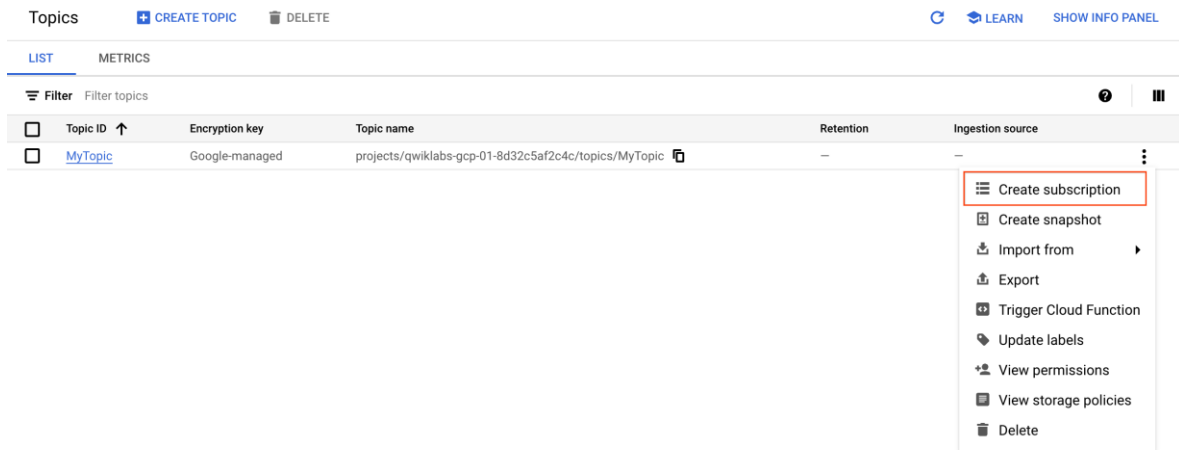 Topics CREATE TOPIC DELETE LEARN SHOW INFO PANEL
LIST METRICS
Filter Filter topics
Topic ID Encryption key Topic name Retention Ingestion source
MyTopic Google-managed projects/qwiklabs-gcp-01-8d32c5af2c4c/topics/MyTopic — —
Create subscription
Create snapshot
Import from
Export
Trigger Cloud Function
Update labels
View permissions
View storage policies
Delete